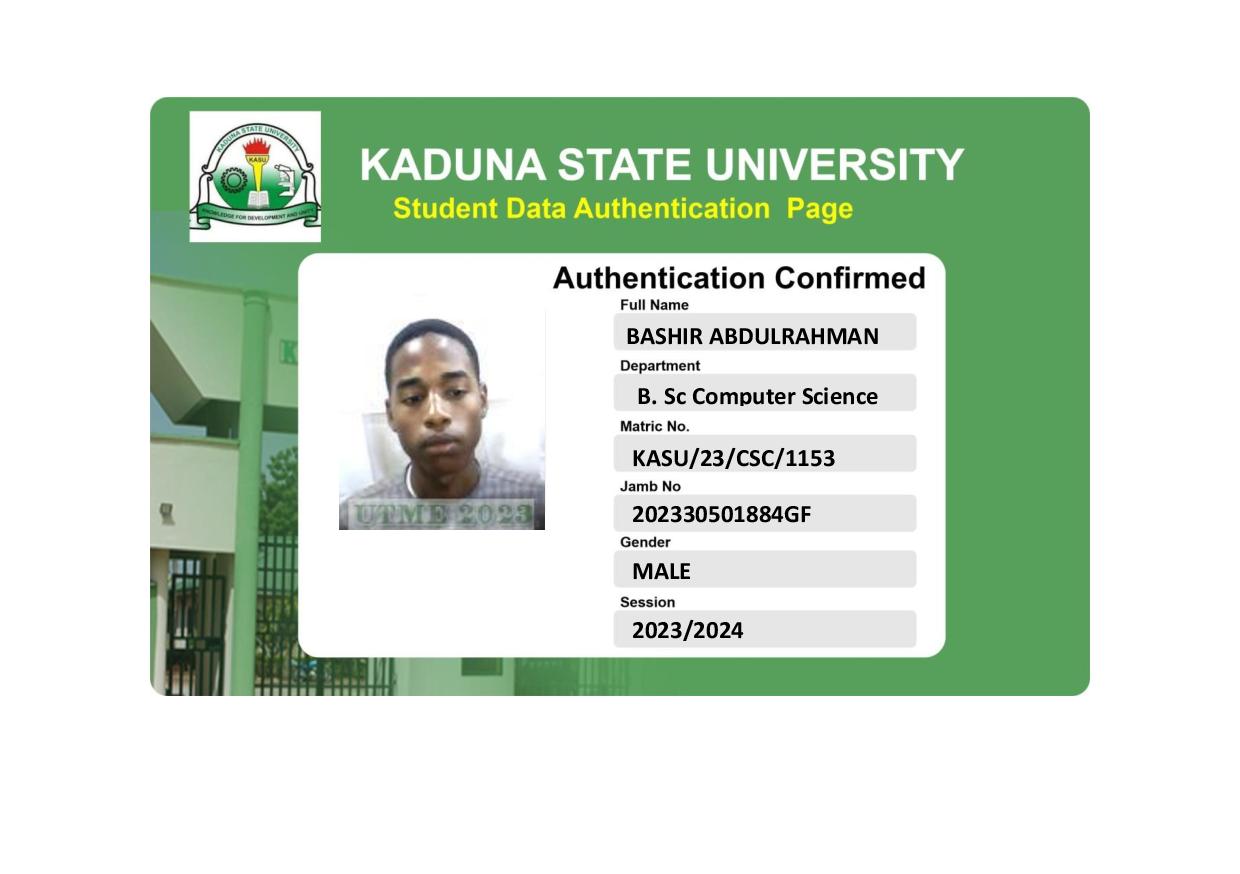 KADUNA STATE UNIVERSITY
KASU
KNOWLEDGE FOR DEVELOPMENT AND UNITY
KADUNA STATE UNIVERSITY
Student Data Authentication Page
Authentication Confirmed
Full Name
BASHIR ABDULRAHMAN
Department
B. Sc Computer Science
Matric No.
KASU/23/CSC/1153
Jamb No
202330501884GF
Gender
MALE
Session
2023/2024
UTME 2023
K